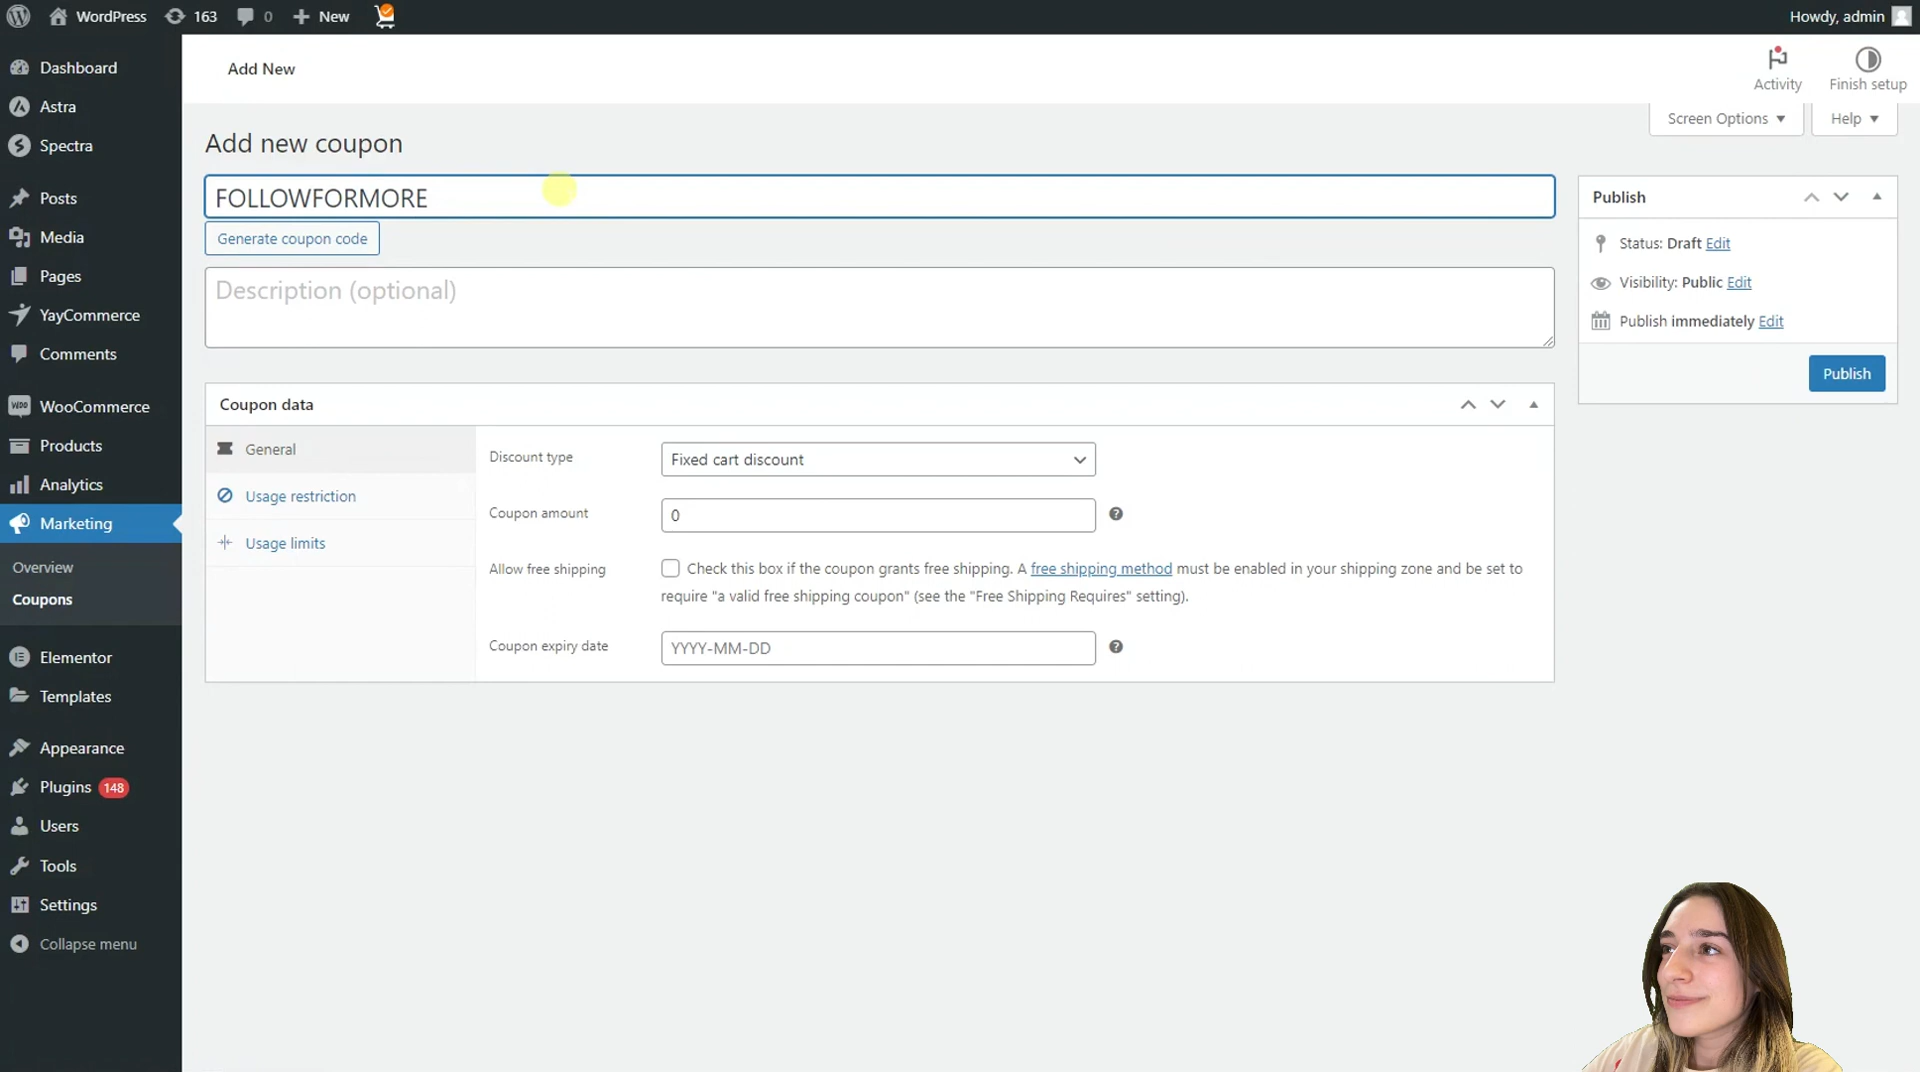 WordPress 163 0 New Howdy, admin
Dashboard
Astra
Spectra
Posts
Media
Pages
YayCommerce
Comments
WooCommerce
Products
Analytics
Marketing
Overview
Coupons
Elementor
Templates
Appearance
Plugins 148
Users
Tools
Settings
Collapse menu
Add New
Activity
Finish setup
Screen Options
Help
Add new coupon
FOLLOWFORMORE
Generate coupon code
Description (optional)
Coupon data
General
Usage restriction
Usage limits
Discount type Fixed cart discount
Coupon amount 0
Allow free shipping Check this box if the coupon grants free shipping. A free shipping method must be enabled in your shipping zone and be set to
require "a valid free shipping coupon" (see the "Free Shipping Requires" setting).
Coupon expiry date YYYY-MM-DD
Publish
Status: Draft Edit
Visibility: Public Edit
Publish immediately Edit
Publish